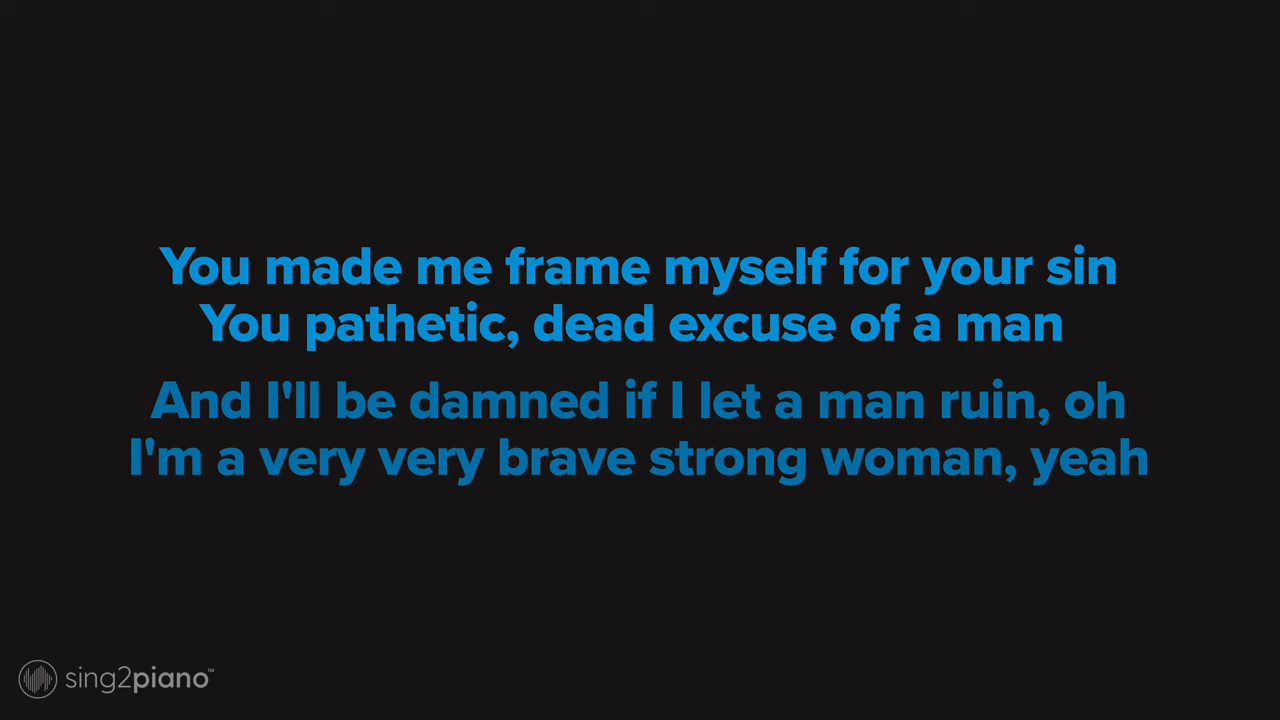 You made me frame myself for your sin
You pathetic, dead excuse of a man
And I'll be damned if I let a man ruin, oh
I'm a very very brave strong woman, yeah
sing2piano™